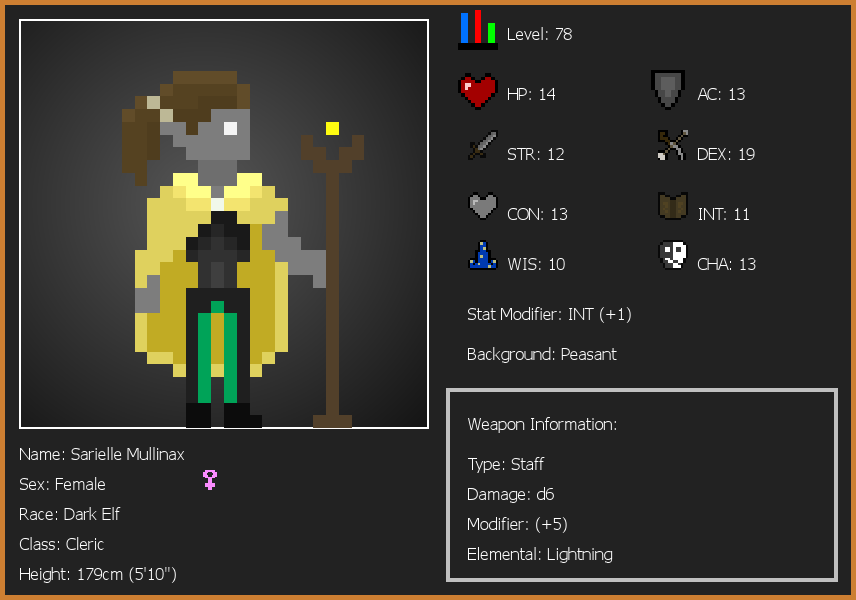 Level: 78
HP: 14
AC: 13
STR: 12
DEX: 19
CON: 13
INT: 11
WIS: 10
CHA: 13
Stat Modifier: INT (+1)
Background: Peasant
Weapon Information:
Type: Staff
Damage: d6
Modifier: (+5)
Elemental: Lightning
Name: Sarielle Mullinax
Sex: Female
Race: Dark Elf
Class: Cleric
Height: 179cm (5'10")